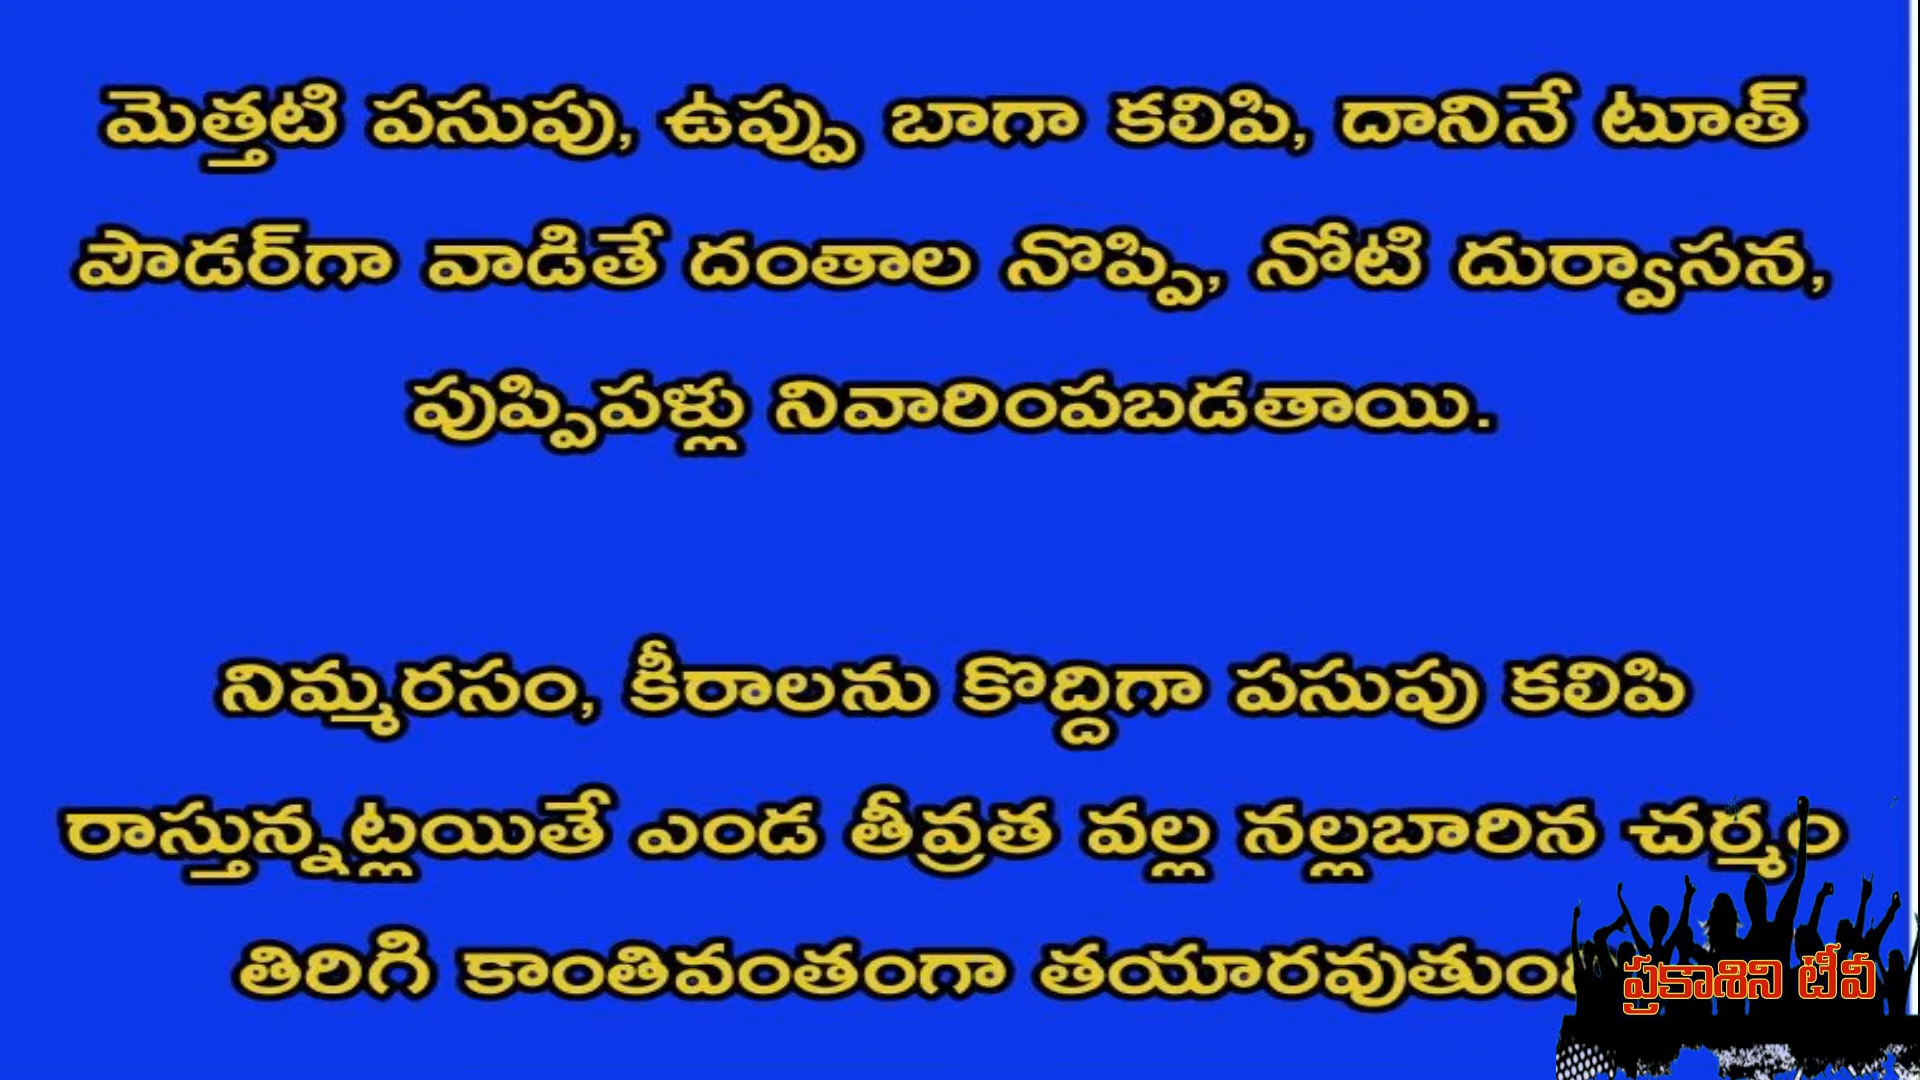 మెత్తటి పసుపు, ఉప్పు బాగా కలిపి, దానినే టూత్
పౌడర్‌గా వాడితే దంతాల నొప్పి, నోటి దుర్వాసన,
పుప్పిపళ్లు నివారింపబడతాయి.
నిమ్మరసం, కీరాలను కొద్దిగా పసుపు కలిపి
రాస్తున్నట్లయితే ఎండ తీవ్రత వల్ల నల్లబారిన చర్మం
తిరిగి కాంతివంతంగా
ప్రకాశిని టీవీ